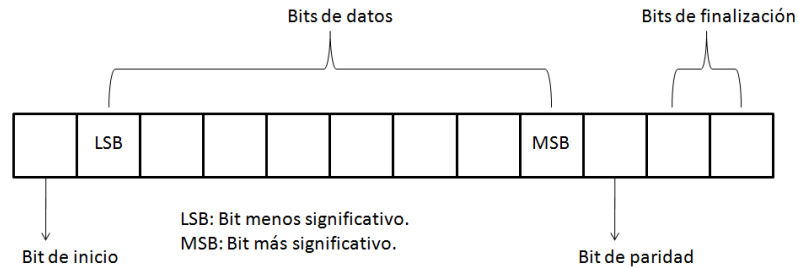 Bits de datos
Bits de finalización
LSB
MSB
LSB: Bit menos significativo.
MSB: Bit más significativo.
Bit de inicio
Bit de paridad